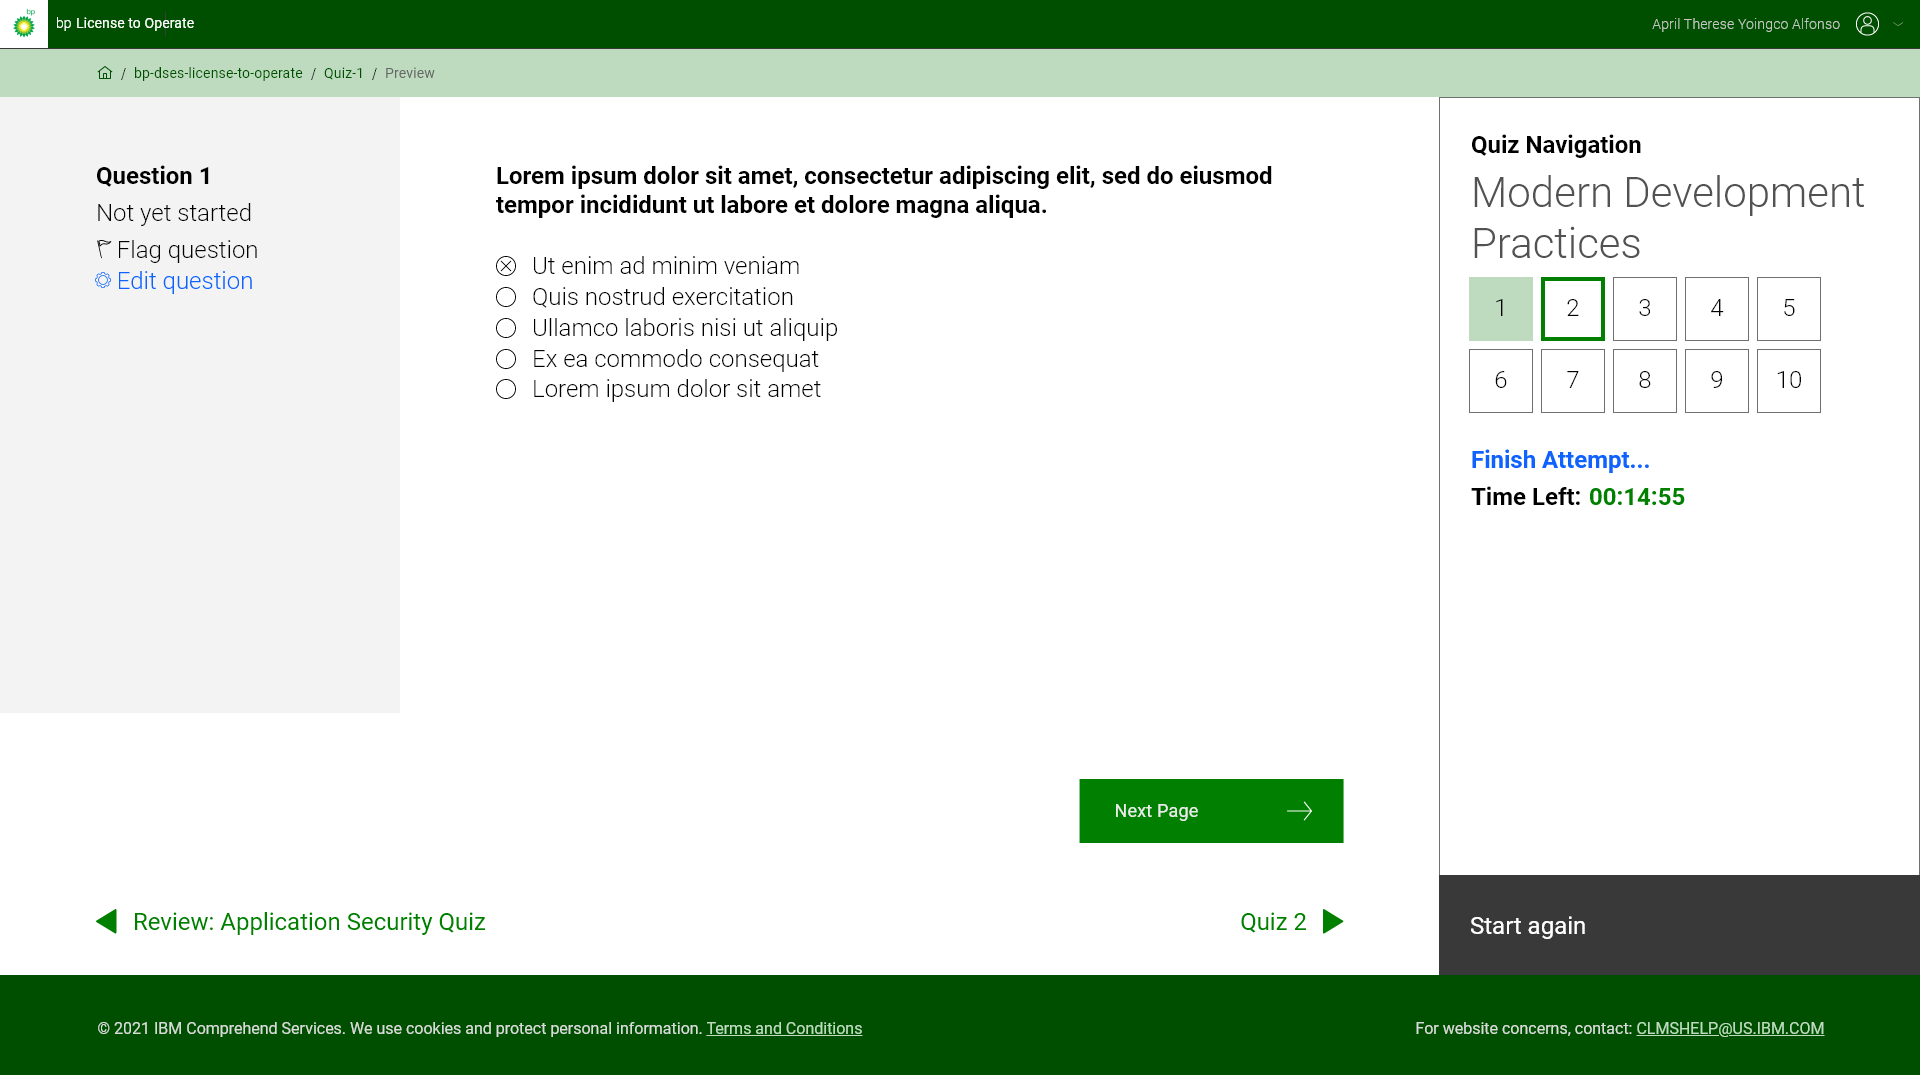 bp
bp License to Operate
April Therese Yoingco Alfonso
/ bp-dses-license-to-operate / Quiz-1 / Preview
Question 1
Not yet started
Flag question
Edit question
Lorem ipsum dolor sit amet, consectetur adipiscing elit, sed do eiusmod
tempor incididunt ut labore et dolore magna aliqua.
Ut enim ad minim veniam
Quis nostrud exercitation
Ullamco laboris nisi ut aliquip
Ex ea commodo consequat
Lorem ipsum dolor sit amet
Next Page
Review: Application Security Quiz
Quiz 2
Quiz Navigation
Modern Development
Practices
1 2 3 4 5
6 7 8 9 10
Finish Attempt...
Time Left: 00:14:55
Start again
© 2021 IBM Comprehend Services. We use cookies and protect personal information. Terms and Conditions
For website concerns, contact: CLMSHELP@US.IBM.COM